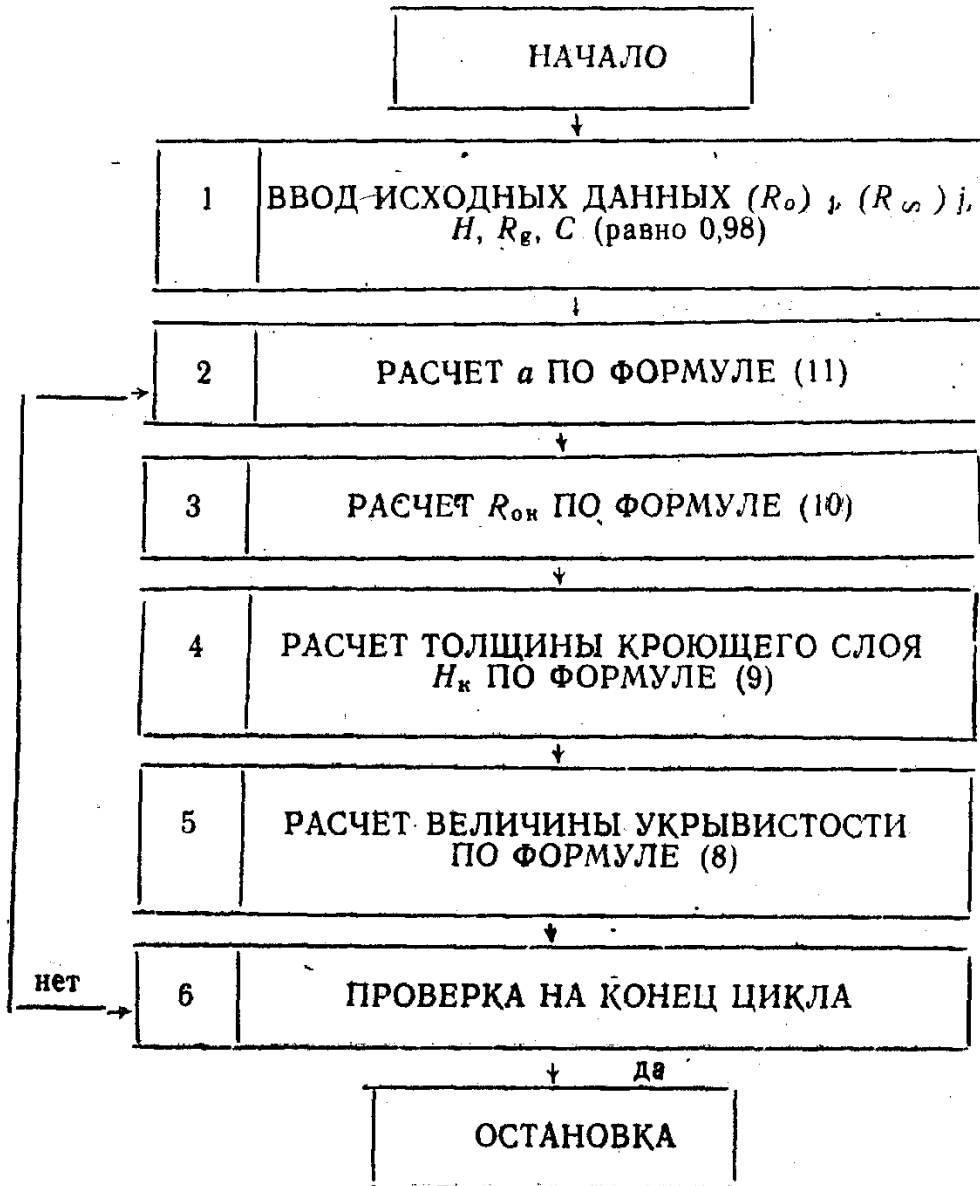 НАЧАЛО
1
ВВОД ИСХОДНЫХ ДАННЫХ (Rₒ) j, (R∞) j,
H, Rg, C (равно 0,98)
2
РАСЧЕТ a ПО ФОРМУЛЕ (11)
3
РАСЧЕТ Rок ПО ФОРМУЛЕ (10)
4
РАСЧЕТ ТОЛЩИНЫ КРОЮЩЕГО СЛОЯ
Hк ПО ФОРМУЛЕ (9)
5
РАСЧЕТ ВЕЛИЧИНЫ УКРЫВИСТОСТИ
ПО ФОРМУЛЕ (8)
нет
6
ПРОВЕРКА НА КОНЕЦ ЦИКЛА
да
ОСТАНОВКА